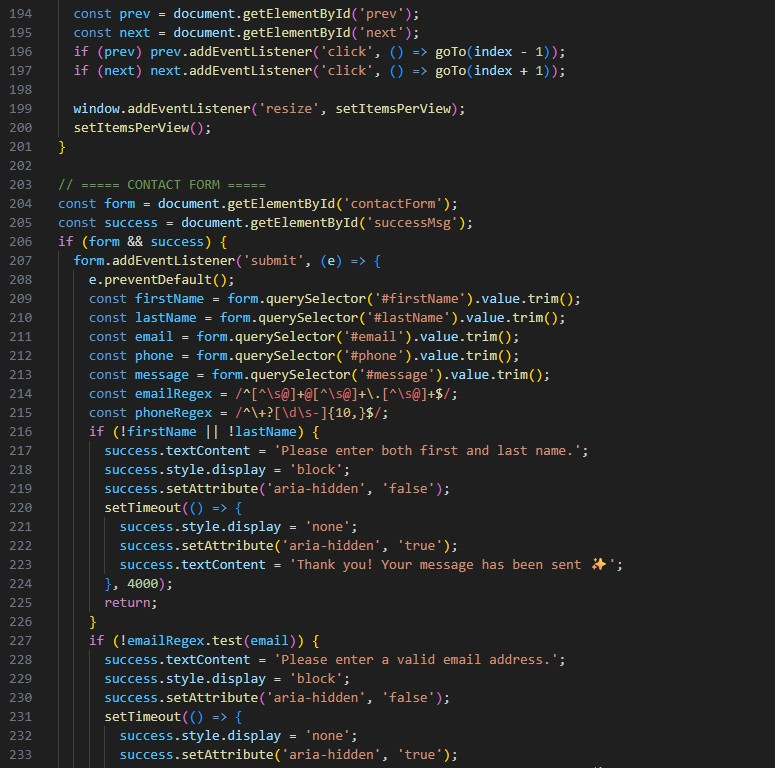 194 const prev = document.getElementById('prev');
195 const next = document.getElementById('next');
196 if (prev) prev.addEventListener('click', () => goTo(index - 1));
197 if (next) next.addEventListener('click', () => goTo(index + 1));
198
199 window.addEventListener('resize', setItemsPerView);
200 setItemsPerView();
201 }
202
203 // ===== CONTACT FORM =====
204 const form = document.getElementById('contactForm');
205 const success = document.getElementById('successMsg');
206 if (form && success) {
207 form.addEventListener('submit', (e) => {
208 e.preventDefault();
209 const firstName = form.querySelector('#firstName').value.trim();
210 const lastName = form.querySelector('#lastName').value.trim();
211 const email = form.querySelector('#email').value.trim();
212 const phone = form.querySelector('#phone').value.trim();
213 const message = form.querySelector('#message').value.trim();
214 const emailRegex = /^[^\s@]+@[^\s@]+\.[^\s@]+$/;
215 const phoneRegex = /^\+?[\d\s-]{10,}$/;
216 if (!firstName || !lastName) {
217 success.textContent = 'Please enter both first and last name.';
218 success.style.display = 'block';
219 success.setAttribute('aria-hidden', 'false');
220 setTimeout(() => {
221 success.style.display = 'none';
222 success.setAttribute('aria-hidden', 'true');
223 success.textContent = 'Thank you! Your message has been sent ✨';
224 }, 4000);
225 return;
226 }
227 if (!emailRegex.test(email)) {
228 success.textContent = 'Please enter a valid email address.';
229 success.style.display = 'block';
230 success.setAttribute('aria-hidden', 'false');
231 setTimeout(() => {
232 success.style.display = 'none';
233 success.setAttribute('aria-hidden', 'true');